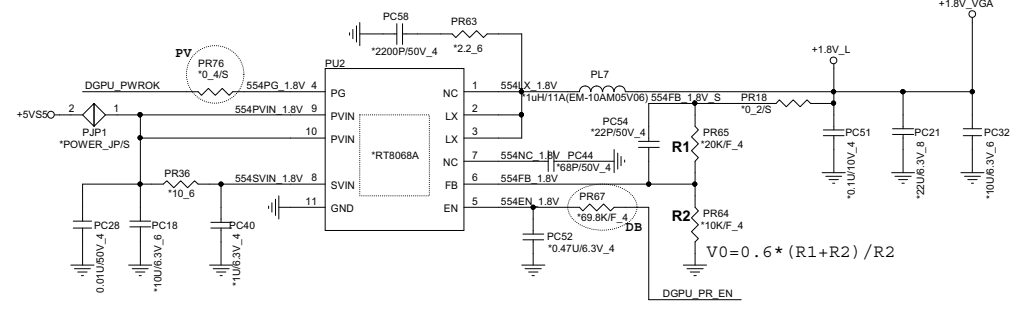 +1.8V_VGA
PC58
*2200P/50V_4
PR63
*2.2_6
+1.8V_L
PV
PR76
*0_4/S
PU2
DGPU_PWROK
554PG_1.8V 4
PG
NC
1 554LX_1.8V
PL7
*1uH/11A(EM-10AM05V06)
554FB_1.8V_S
PR18
*0_2/S
+5VS5
2
1
PJP1
*POWER_JP/S
554PVIN_1.8V 9
PVIN
LX
2
10
PVIN
LX
3
*RT8068A
PC54
*22P/50V_4
R1
PR65
*20K/F_4
PC51
*0.1U/10V_4
PC21
*22U/6.3V_8
PC32
*10U/6.3V_6
NC
7 554NC_1.8V
PC44
*68P/50V_4
PR36
*10_6
554SVIN_1.8V 8
SVIN
FB
6 554FB_1.8V
11
GND
EN
5 554EN_1.8V
PR67
*69.8K/F_4
DB
R2
PR64
*10K/F_4
PC28
0.01U/50V_4
PC18
*10U/6.3V_6
PC40
*1U/6.3V_4
PC52
*0.47U/6.3V_4
V0=0.6*(R1+R2)/R2
DGPU_PR_EN